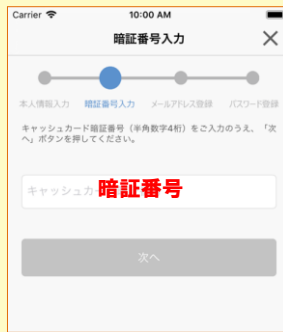 Carrier 10:00 AM
暗証番号入力
本人情報入力 暗証番号入力 メールアドレス登録 パスワード登録
キャッシュカード暗証番号（半角数字4桁）をご入力のうえ、「次
へ」ボタンを押してください。
キャッシュカ 暗証番号
次へ